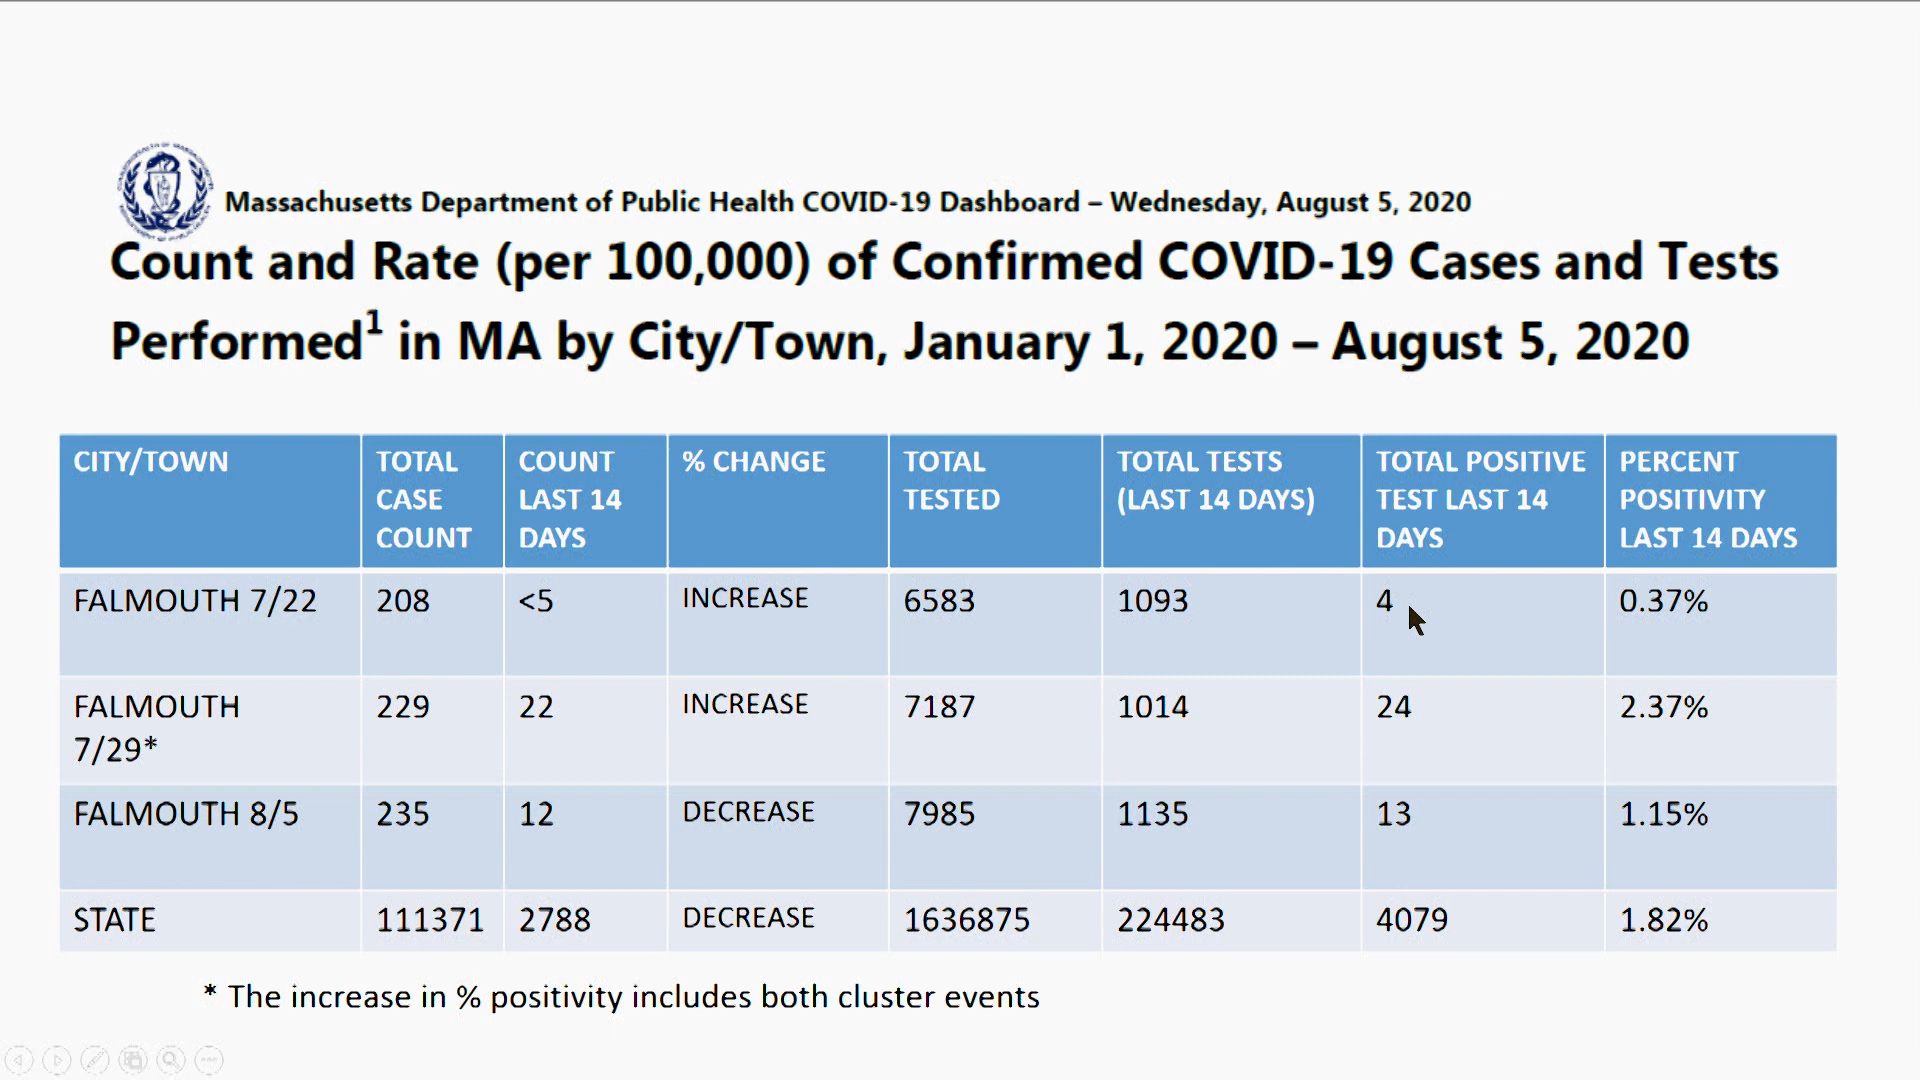 Massachusetts Department of Public Health COVID-19 Dashboard – Wednesday, August 5, 2020
Count and Rate (per 100,000) of Confirmed COVID-19 Cases and Tests
Performed¹ in MA by City/Town, January 1, 2020 – August 5, 2020
CITY/TOWN
TOTAL
CASE
COUNT
COUNT
LAST 14
DAYS
% CHANGE
TOTAL
TESTED
TOTAL TESTS
(LAST 14 DAYS)
TOTAL POSITIVE
TEST LAST 14
DAYS
PERCENT
POSITIVITY
LAST 14 DAYS
FALMOUTH 7/22 208 <5 INCREASE 6583 1093 4 0.37%
FALMOUTH
7/29* 229 22 INCREASE 7187 1014 24 2.37%
FALMOUTH 8/5 235 12 DECREASE 7985 1135 13 1.15%
STATE 111371 2788 DECREASE 1636875 224483 4079 1.82%
* The increase in % positivity includes both cluster events